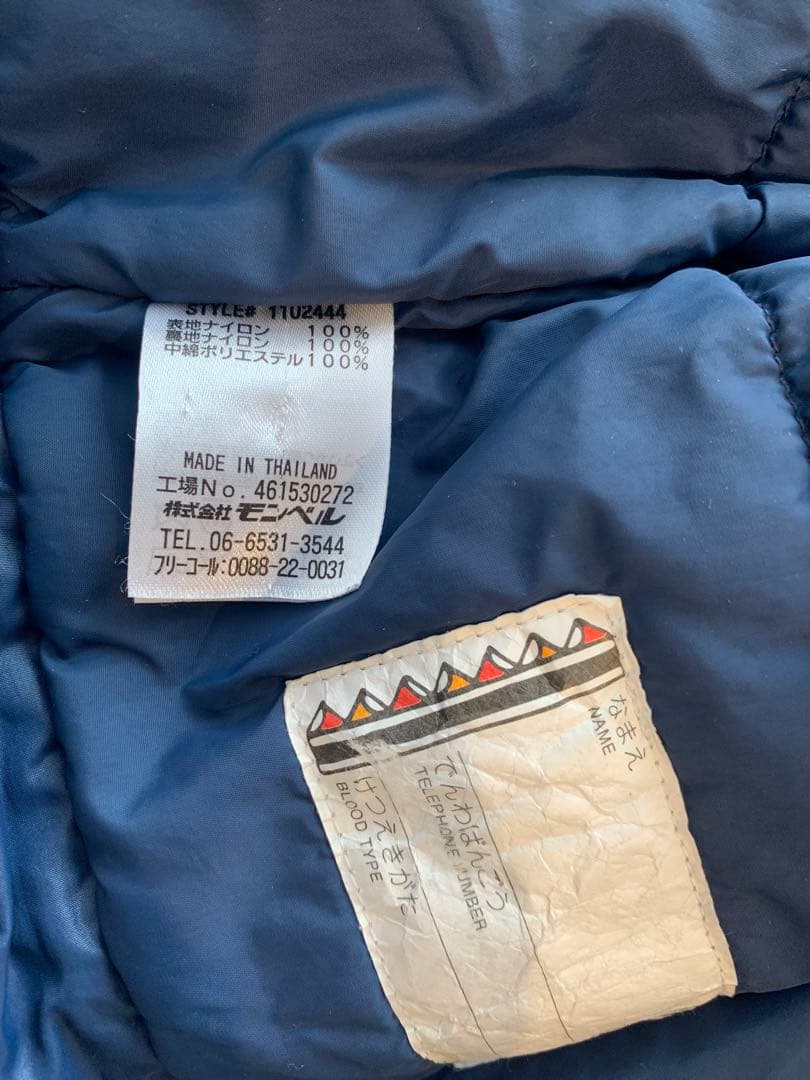 STYLE# 1102444
表地ナイロン 100%
裏地ナイロン 100%
中綿ポリエステル100%
MADE IN THAILAND
工場No.461530272
株式会社モンベル
TEL.06-6531-3544
フリーコール:0088-22-0031
なまえ
NAME
でんわばんごう
TELEPHONE NUMBER
けつえきがた
BLOOD TYPE